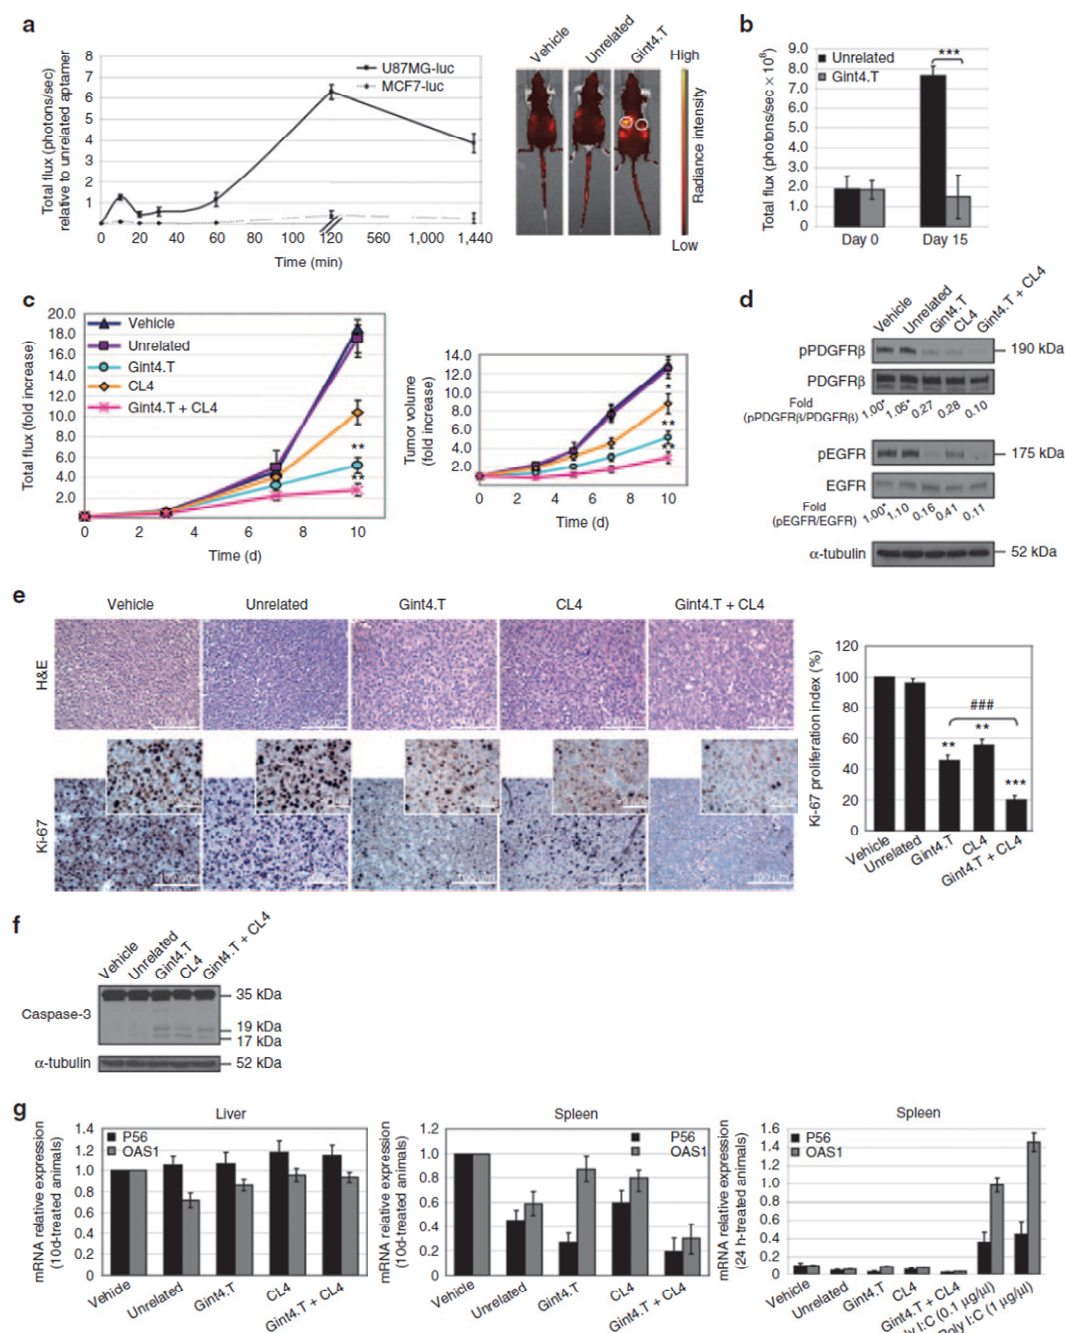 a
8
7
6
5
4
3
2
1
Total flux (photons/sec)
relative to unrelated aptamer
U87MG-luc
MCF7-luc
0 20 40 60 80 100 120 560 1,000 1,440
Time (min)
Vehicle
Unrelated
Gint4.T
High
Radiance intensity
Low
b
9.0
8.0
7.0
6.0
5.0
4.0
3.0
2.0
1.0
0
Total flux (photons/sec × 10⁶)
Unrelated
Gint4.T
***
Day 0 Day 15
c
20.0
18.0
16.0
14.0
12.0
10.0
8.0
6.0
4.0
2.0
Total flux (fold increase)
Vehicle
Unrelated
Gint4.T
CL4
Gint4.T + CL4
**
**
0 2 4 6 8 10
Time (d)
14.0
12.0
10.0
8.0
6.0
4.0
2.0
Tumor volume
(fold increase)
*
**
**
0 2 4 6 8 10
Time (d)
d
Vehicle
Unrelated
Gint4.T
CL4
Gint4.T + CL4
pPDGFRβ
190 kDa
PDGFRβ
Fold
(pPDGFRβ/PDGFRβ)
1.00* 1.05* 0.27 0.28 0.10
pEGFR
175 kDa
EGFR
Fold
(pEGFR/EGFR)
1.00* 1.10 0.16 0.41 0.11
α-tubulin
52 kDa
e
Vehicle Unrelated Gint4.T CL4 Gint4.T + CL4
H&E
Ki-67
100 µm
120
100
80
60
40
20
0
Ki-67 proliferation index (%)
###
**
**
***
Vehicle
Unrelated
Gint4.T
CL4
Gint4.T + CL4
f
Vehicle
Unrelated
Gint4.T
CL4
Gint4.T + CL4
Caspase-3
35 kDa
19 kDa
17 kDa
α-tubulin
52 kDa
g
Liver
1.4
1.2
1.0
0.8
0.6
0.4
0.2
0
mRNA relative expression
(10d-treated animals)
P56
OAS1
Vehicle
Unrelated
Gint4.T
CL4
Gint4.T + CL4
Spleen
1.2
1.0
0.8
0.6
0.4
0.2
0
mRNA relative expression
(10d-treated animals)
P56
OAS1
Vehicle
Unrelated
Gint4.T
CL4
Gint4.T + CL4
Spleen
1.6
1.4
1.2
1.0
0.8
0.6
0.4
0.2
0
mRNA relative expression
(24 h-treated animals)
P56
OAS1
Vehicle
Unrelated
Gint4.T
CL4
Gint4.T + CL4
ly I:C (0.1 µg/µl)
Poly I:C (1 µg/µl)